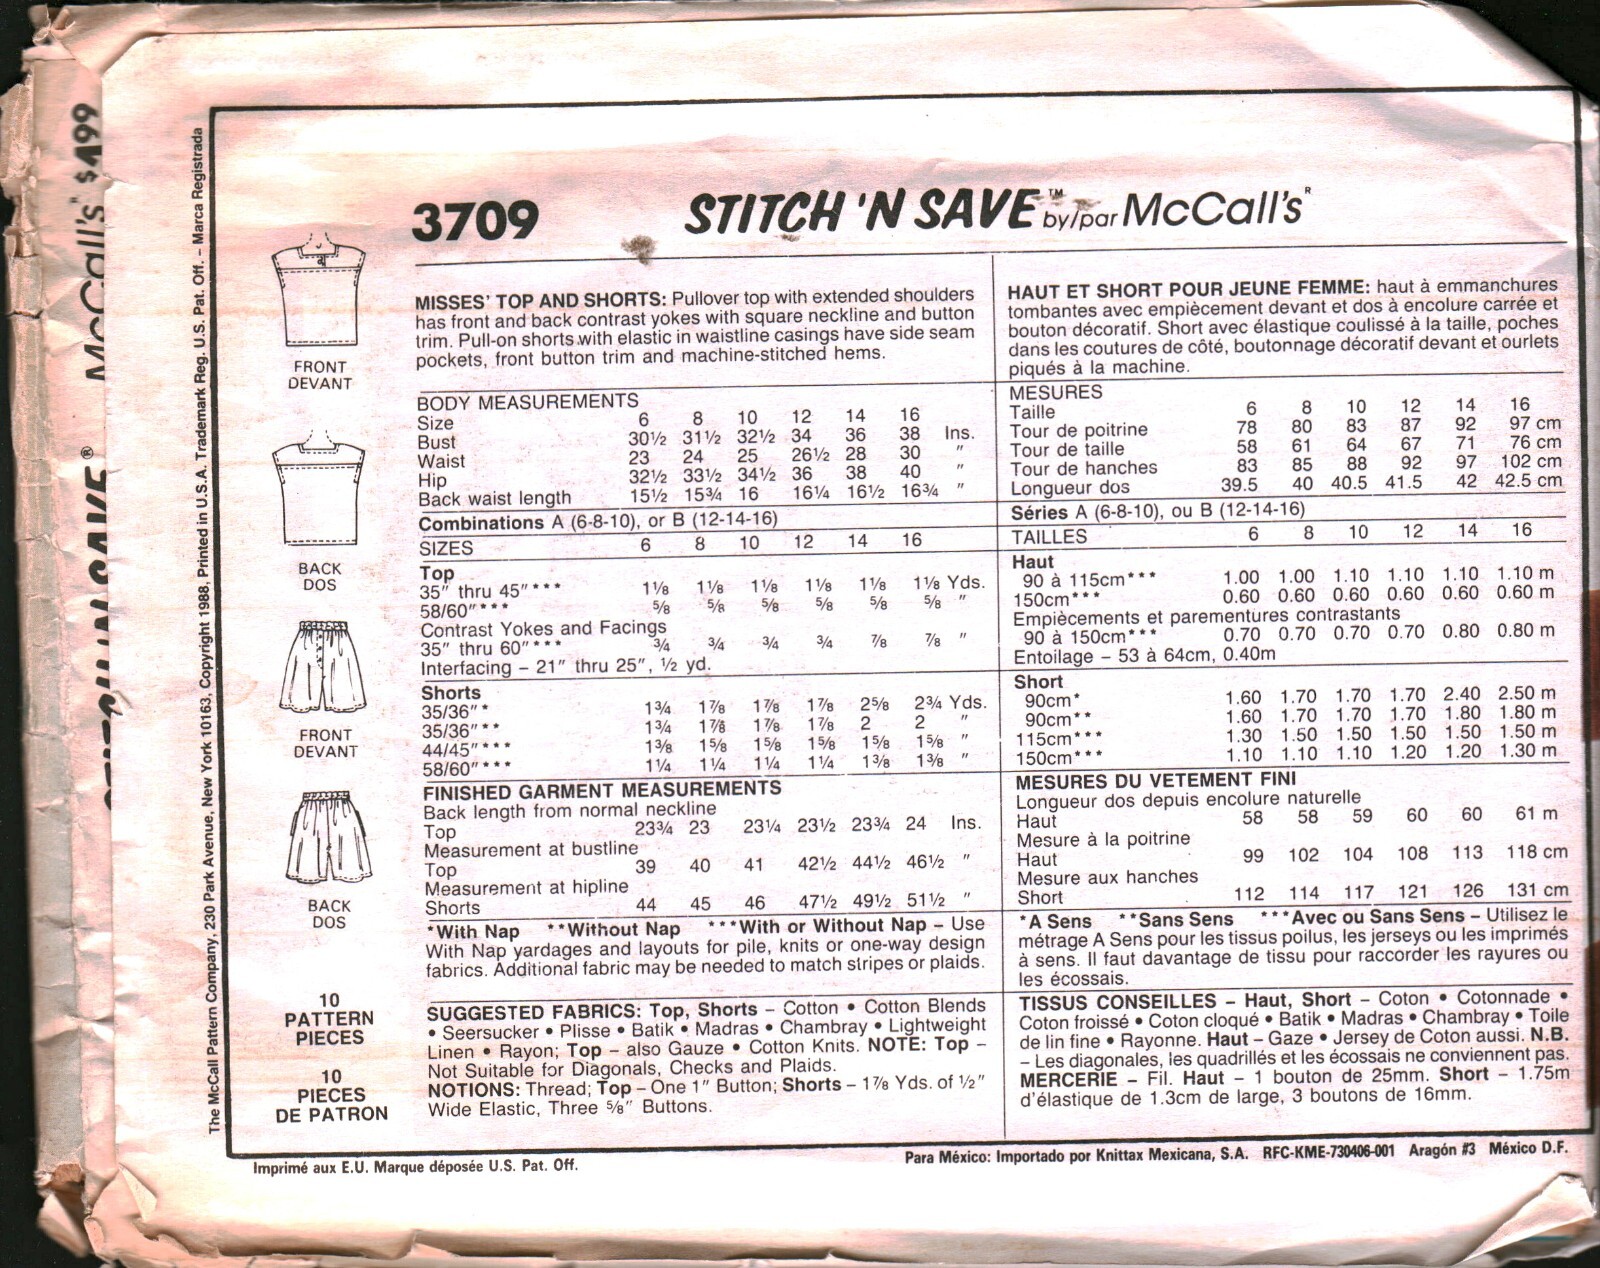 STITCH 'N SAVE® McCall's" $1.99
The McCall Pattern Company, 230 Park Avenue, New York 10163, Copyright 1988, Printed in U.S.A. Trademark Reg. U.S. Pat. Off. – Marca Registrada
3709 STITCH 'N SAVE™ by/par McCall's®
FRONT
DEVANT
BACK
DOS
FRONT
DEVANT
BACK
DOS
10
PATTERN
PIECES
10
PIECES
DE PATRON
MISSES' TOP AND SHORTS: Pullover top with extended shoulders
has front and back contrast yokes with square neckline and button
trim. Pull-on shorts with elastic in waistline casings have side seam
pockets, front button trim and machine-stitched hems.
BODY MEASUREMENTS
Size 6 8 10 12 14 16
Bust 30½ 31½ 32½ 34 36 38 Ins.
Waist 23 24 25 26½ 28 30 "
Hip 32½ 33½ 34½ 36 38 40 "
Back waist length 15½ 15¾ 16 16¼ 16½ 16¾ "
Combinations A (6-8-10), or B (12-14-16)
SIZES 6 8 10 12 14 16
Top
35" thru 45"*** 1⅛ 1⅛ 1⅛ 1⅛ 1⅛ 1⅛ Yds.
58/60"*** ⅝ ⅝ ⅝ ⅝ ⅝ ⅝ "
Contrast Yokes and Facings
35" thru 60"*** ¾ ¾ ¾ ¾ ⅞ ⅞ "
Interfacing – 21" thru 25", ½ yd.
Shorts
35/36"* 1¾ 1⅞ 1⅞ 1⅞ 2⅝ 2¾ Yds.
35/36"** 1¾ 1⅞ 1⅞ 1⅞ 2 2 "
44/45"*** 1⅜ 1⅝ 1⅝ 1⅝ 1⅝ 1⅝ "
58/60"*** 1¼ 1¼ 1¼ 1¼ 1⅜ 1⅜ "
FINISHED GARMENT MEASUREMENTS
Back length from normal neckline
Top 23¾ 23 23¼ 23½ 23¾ 24 Ins.
Measurement at bustline
Top 39 40 41 42½ 44½ 46½ "
Measurement at hipline
Shorts 44 45 46 47½ 49½ 51½ "
*With Nap **Without Nap ***With or Without Nap – Use
With Nap yardages and layouts for pile, knits or one-way design
fabrics. Additional fabric may be needed to match stripes or plaids.
SUGGESTED FABRICS: Top, Shorts – Cotton • Cotton Blends
• Seersucker • Plisse • Batik • Madras • Chambray • Lightweight
Linen • Rayon; Top – also Gauze • Cotton Knits. NOTE: Top –
Not Suitable for Diagonals, Checks and Plaids.
NOTIONS: Thread; Top – One 1" Button; Shorts – 1⅞ Yds. of ½"
Wide Elastic, Three ⅝" Buttons.
HAUT ET SHORT POUR JEUNE FEMME: haut à emmanchures
tombantes avec empiècement devant et dos à encolure carrée et
bouton décoratif. Short avec élastique coulissé à la taille, poches
dans les coutures de côté, boutonnage décoratif devant et ourlets
piqués à la machine.
MESURES
Taille 6 8 10 12 14 16
Tour de poitrine 78 80 83 87 92 97 cm
Tour de taille 58 61 64 67 71 76 cm
Tour de hanches 83 85 88 92 97 102 cm
Longueur dos 39.5 40 40.5 41.5 42 42.5 cm
Séries A (6-8-10), ou B (12-14-16)
TAILLES 6 8 10 12 14 16
Haut
90 à 115cm*** 1.00 1.00 1.10 1.10 1.10 1.10 m
150cm*** 0.60 0.60 0.60 0.60 0.60 0.60 m
Empiècements et parementures contrastants
90 à 150cm*** 0.70 0.70 0.70 0.70 0.80 0.80 m
Entoilage – 53 à 64cm, 0.40m
Short
90cm* 1.60 1.70 1.70 1.70 2.40 2.50 m
90cm** 1.60 1.70 1.70 1.70 1.80 1.80 m
115cm*** 1.30 1.50 1.50 1.50 1.50 1.50 m
150cm*** 1.10 1.10 1.10 1.20 1.20 1.30 m
MESURES DU VETEMENT FINI
Longueur dos depuis encolure naturelle
Haut 58 58 59 60 60 61 m
Mesure à la poitrine
Haut 99 102 104 108 113 118 cm
Mesure aux hanches
Short 112 114 117 121 126 131 cm
*A Sens **Sans Sens ***Avec ou Sans Sens – Utilisez le
métrage A Sens pour les tissus poilus, les jerseys ou les imprimés
à sens. Il faut davantage de tissu pour raccorder les rayures ou
les écossais.
TISSUS CONSEILLES – Haut, Short – Coton • Cotonnade •
Coton froissé • Coton cloqué • Batik • Madras • Chambray • Toile
de lin fine • Rayonne. Haut – Gaze • Jersey de Coton aussi. N.B.
– Les diagonales, les quadrillés et les écossais ne conviennent pas.
MERCERIE – Fil. Haut – 1 bouton de 25mm. Short – 1.75m
d'élastique de 1.3cm de large, 3 boutons de 16mm.
Imprimé aux E.U. Marque déposée U.S. Pat. Off.
Para México: Importado por Knittax Mexicana, S.A. RFC-KME-730406-001 Aragón #3 México D.F.